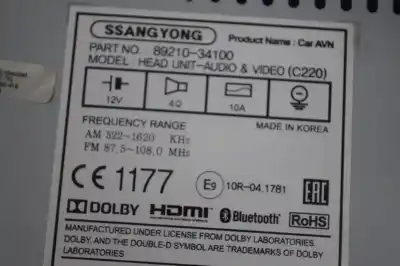 SSANGYONG
Product Name : Car AVN
PART NO. 89210-34100
MODEL HEAD UNIT-AUDIO & VIDEO (C220)
12V 4Ω 10A
FREQUENCY RANGE MADE IN KOREA
AM 522-1620 KHz
FM 87.5-108.0 MHz
CE 1177 E9 10R-04.1781 EAC
DOLBY HDMI Bluetooth® RoHS
MANUFACTURED UNDER LICENSE FROM DOLBY LABORATORIES.
DOLBY, AND THE DOUBLE-D SYMBOL ARE TRADEMARKS OF DOLBY
LABORATORIES